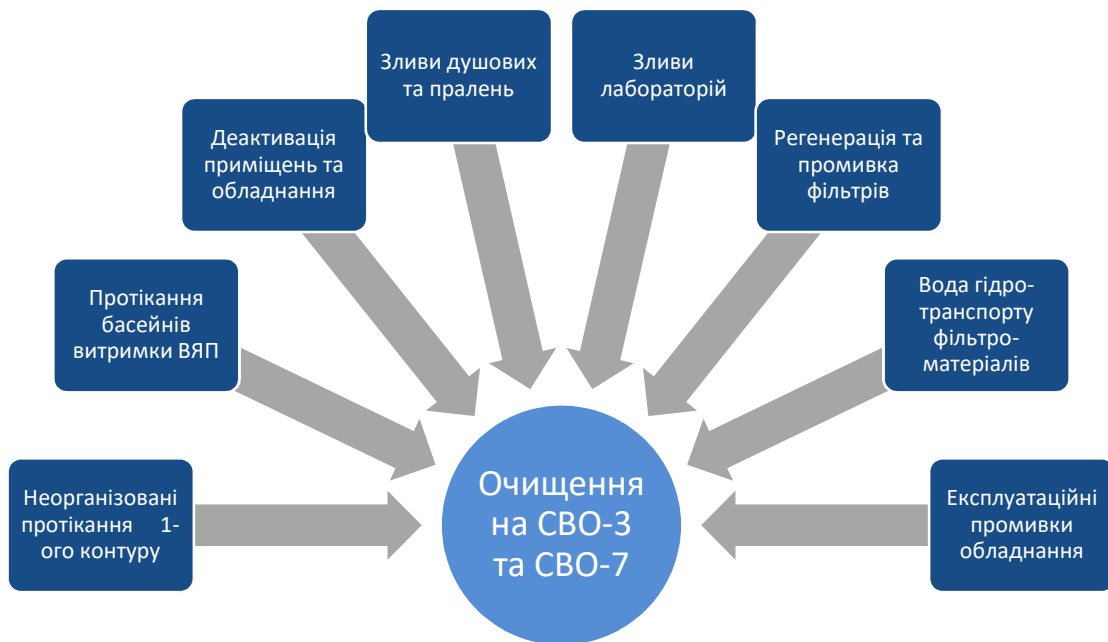 Зливи душових
та пралень
Зливи
лабораторій
Деактивація
приміщень та
обладнання
Регенерація та
промивка
фільтрів
Протікання
басейнів
витримки ВЯП
Вода гідро-
транспорту
фільтро-
матеріалів
Неорганізовані
протікання 1-
ого контуру
Очищення
на СВО-3
та СВО-7
Експлуатаційні
промивки
обладнання